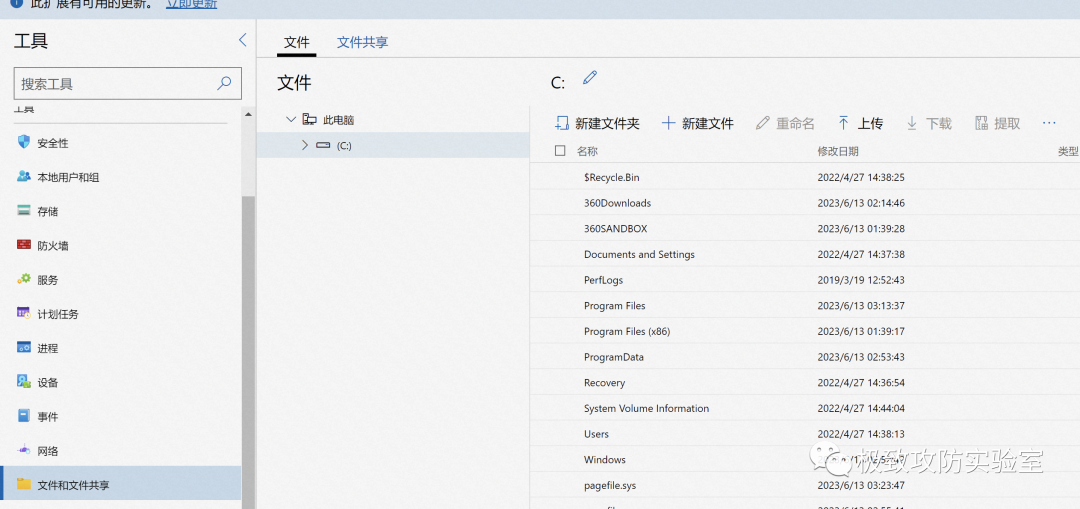 此扩展有可用的更新。 立即更新
工具
搜索工具
工具
安全性
本地用户和组
存储
防火墙
服务
计划任务
进程
设备
事件
网络
文件和文件共享
文件 文件共享
文件
此电脑
(C:)
C:
新建文件夹 新建文件 重命名 上传 下载 提取 ...
名称 修改日期 类型
$Recycle.Bin 2022/4/27 14:38:25
360Downloads 2023/6/13 02:14:46
360SANDBOX 2023/6/13 01:39:28
Documents and Settings 2022/4/27 14:37:38
PerfLogs 2019/3/19 12:52:43
Program Files 2023/6/13 03:13:37
Program Files (x86) 2023/6/13 01:39:17
ProgramData 2023/6/13 02:53:43
Recovery 2022/4/27 14:36:54
System Volume Information 2022/4/27 14:44:04
Users 2022/4/27 14:38:13
Windows
pagefile.sys 2023/6/13 03:23:47
极致攻防实验室